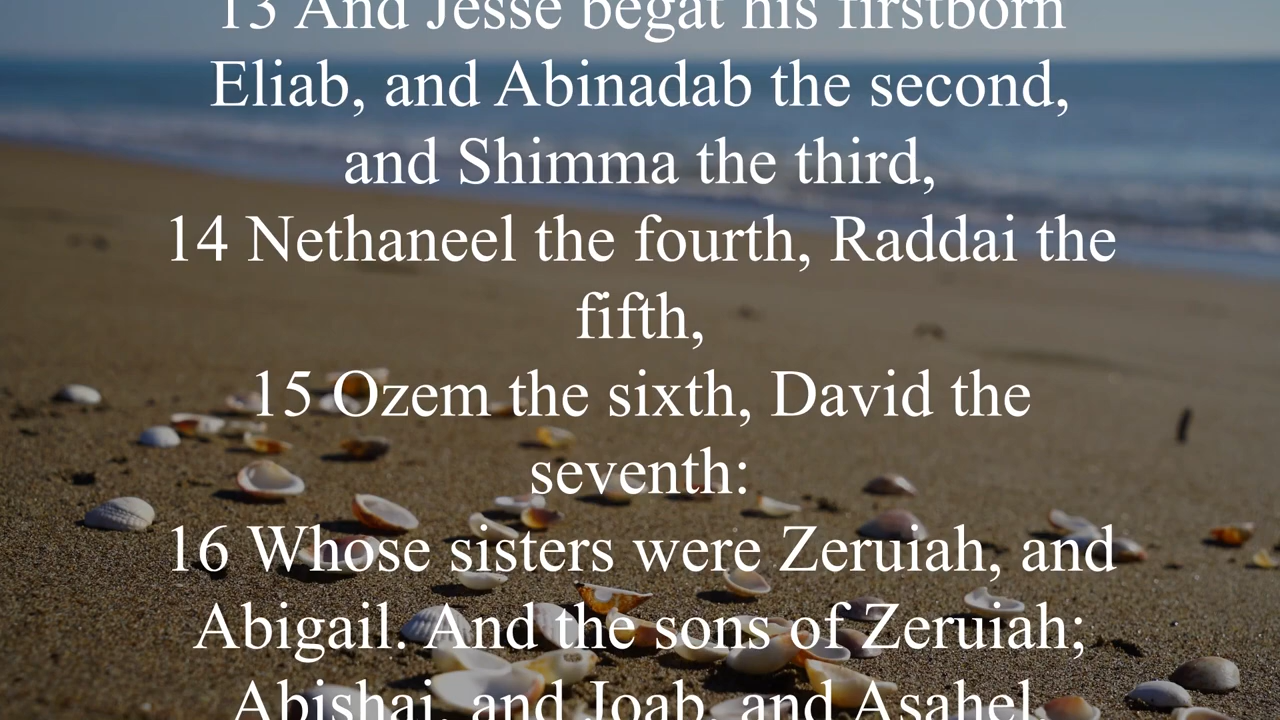 13 And Jesse begat his firstborn
Eliab, and Abinadab the second,
and Shimma the third,
14 Nethaneel the fourth, Raddai the
fifth,
15 Ozem the sixth, David the
seventh:
16 Whose sisters were Zeruiah, and
Abigail. And the sons of Zeruiah;
Abishai, and Joab, and Asahel,